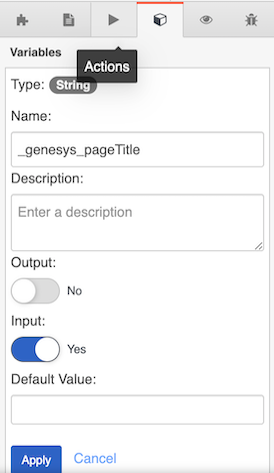 Variables
Actions
Type: String
Name:
_genesys_pageTitle
Description:
Enter a description
Output:
No
Input:
Yes
Default Value:
Apply Cancel